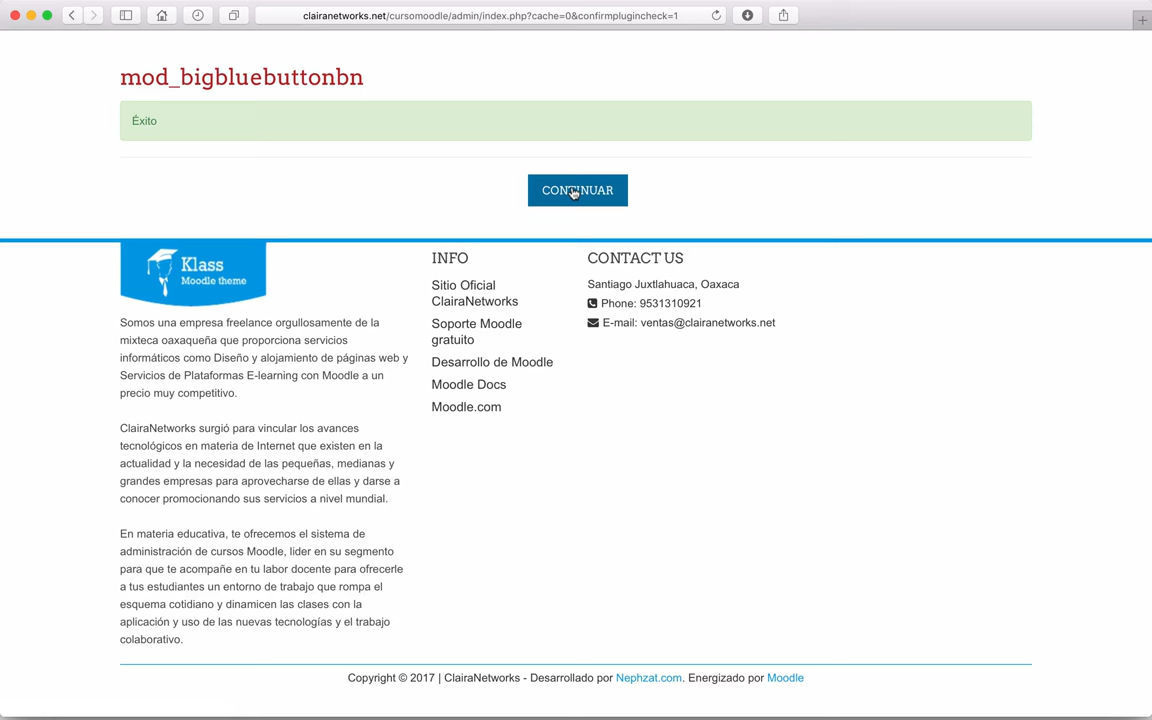 clairanetworks.net/cursomoodle/admin/index.php?cache=0&confirmplugincheck=1
mod_bigbluebuttonbn
Éxito
CONTINUAR
Klass
Moodle theme
Somos una empresa freelance orgullosamente de la
mixteca oaxaqueña que proporciona servicios
informáticos como Diseño y alojamiento de páginas web y
Servicios de Plataformas E-learning con Moodle a un
precio muy competitivo.
ClairaNetworks surgió para vincular los avances
tecnológicos en materia de Internet que existen en la
actualidad y la necesidad de las pequeñas, medianas y
grandes empresas para aprovecharse de ellas y darse a
conocer promocionando sus servicios a nivel mundial.
En materia educativa, te ofrecemos el sistema de
administración de cursos Moodle, lider en su segmento
para que te acompañe en tu labor docente para ofrecerle
a tus estudiantes un entorno de trabajo que rompa el
esquema cotidiano y dinamicen las clases con la
aplicación y uso de las nuevas tecnologías y el trabajo
colaborativo.
INFO
Sitio Oficial
ClairaNetworks
Soporte Moodle
gratuito
Desarrollo de Moodle
Moodle Docs
Moodle.com
CONTACT US
Santiago Juxtlahuaca, Oaxaca
Phone: 9531310921
E-mail: ventas@clairanetworks.net
Copyright © 2017 | ClairaNetworks - Desarrollado por Nephzat.com. Energizado por Moodle